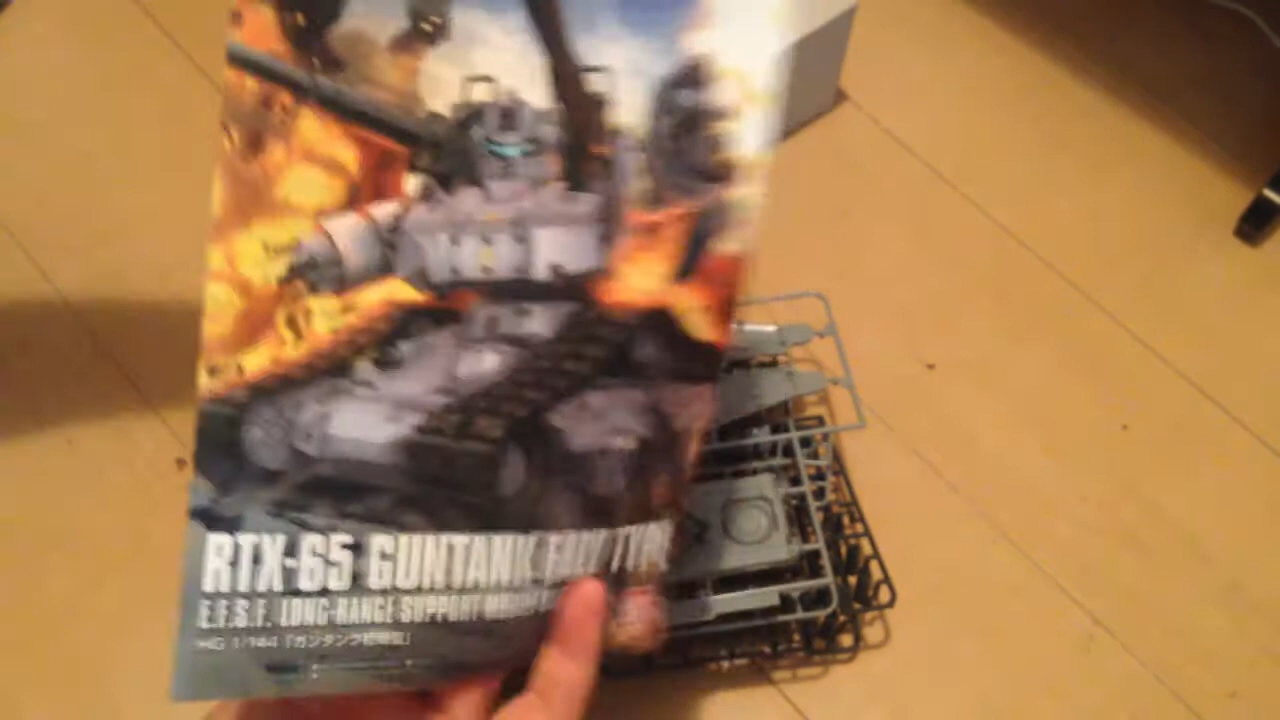 RTX-65 GUNTANK EARLY TYPE
E.F.S.F. LONG-RANGE SUPPORT
HG 1/144「ガンタンク初期型」